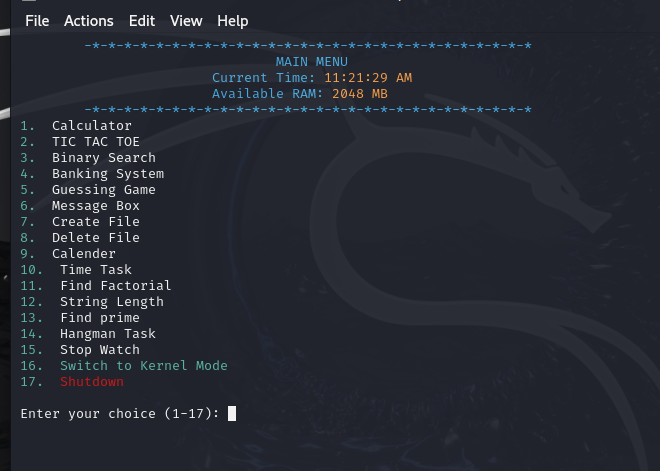 File Actions Edit View Help
-*-*-*-*-*-*-*-*-*-*-*-*-*-*-*-*-*-*-*-*-*-*-*-*-*-*-*-*
MAIN MENU
Current Time: 11:21:29 AM
Available RAM: 2048 MB
-*-*-*-*-*-*-*-*-*-*-*-*-*-*-*-*-*-*-*-*-*-*-*-*-*-*-*-*
1. Calculator
2. TIC TAC TOE
3. Binary Search
4. Banking System
5. Guessing Game
6. Message Box
7. Create File
8. Delete File
9. Calender
10. Time Task
11. Find Factorial
12. String Length
13. Find prime
14. Hangman Task
15. Stop Watch
16. Switch to Kernel Mode
17. Shutdown
Enter your choice (1-17):